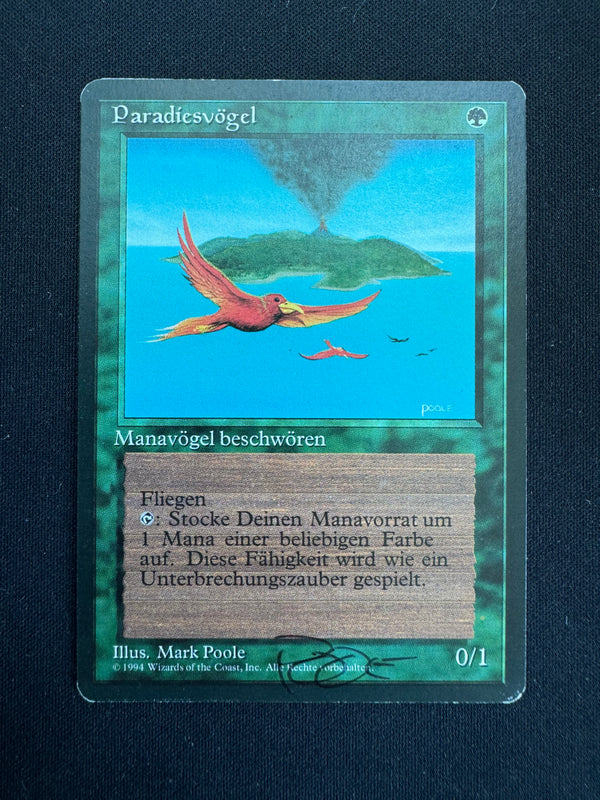 Paradiesvögel
POOLE
Manavögel beschwören
Fliegen
: Stocke Deinen Manavorrat um
1 Mana einer beliebigen Farbe
auf. Diese Fähigkeit wird wie ein
Unterbrechungszauber gespielt.
Illus. Mark Poole
0/1
© 1994 Wizards of the Coast, Inc. Alle Rechte vorbehalten.